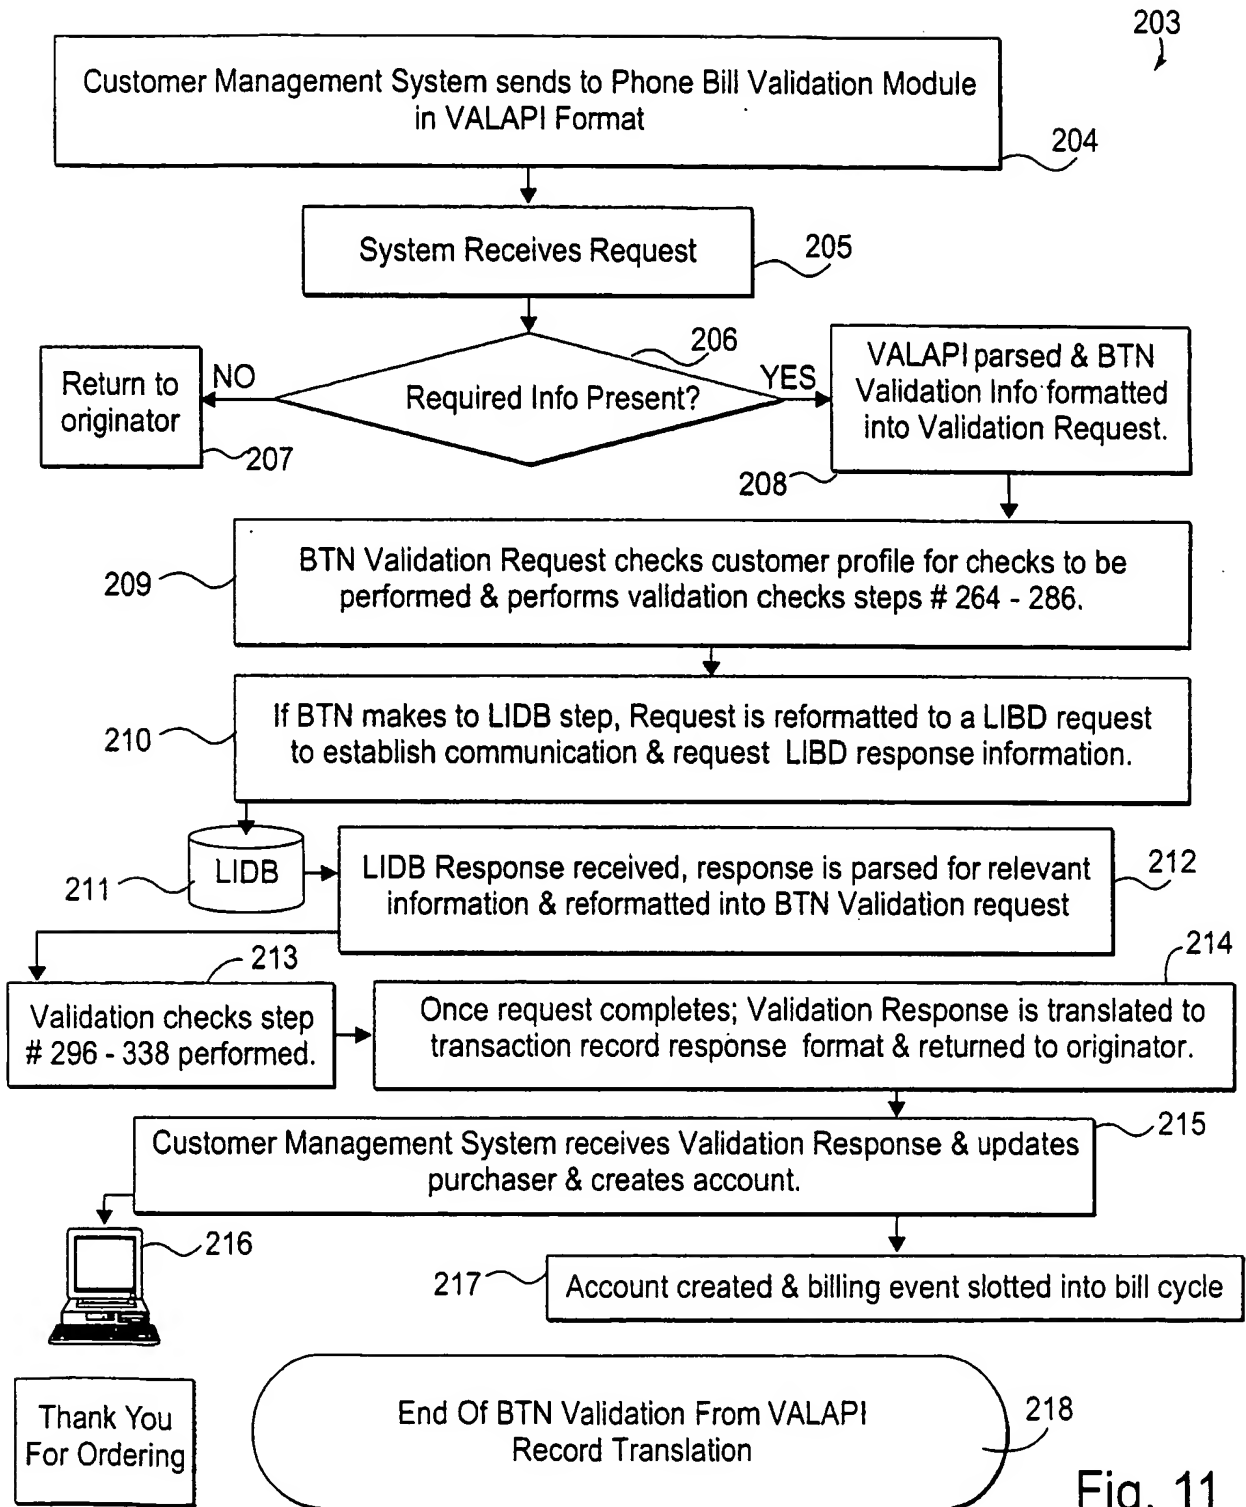 203
Customer Management System sends to Phone Bill Validation Module
in VALAPI Format
204
System Receives Request
205
206
Required Info Present?
NO
YES
Return to
originator
207
VALAPI parsed & BTN
Validation Info formatted
into Validation Request.
208
BTN Validation Request checks customer profile for checks to be
performed & performs validation checks steps # 264 - 286.
209
If BTN makes to LIDB step, Request is reformatted to a LIBD request
to establish communication & request LIBD response information.
210
LIDB
211
LIDB Response received, response is parsed for relevant
information & reformatted into BTN Validation request
212
213
Validation checks step
# 296 - 338 performed.
214
Once request completes; Validation Response is translated to
transaction record response format & returned to originator.
Customer Management System receives Validation Response & updates
purchaser & creates account.
215
216
217
Account created & billing event slotted into bill cycle
Thank You
For Ordering
End Of BTN Validation From VALAPI
Record Translation
218
Fig. 11